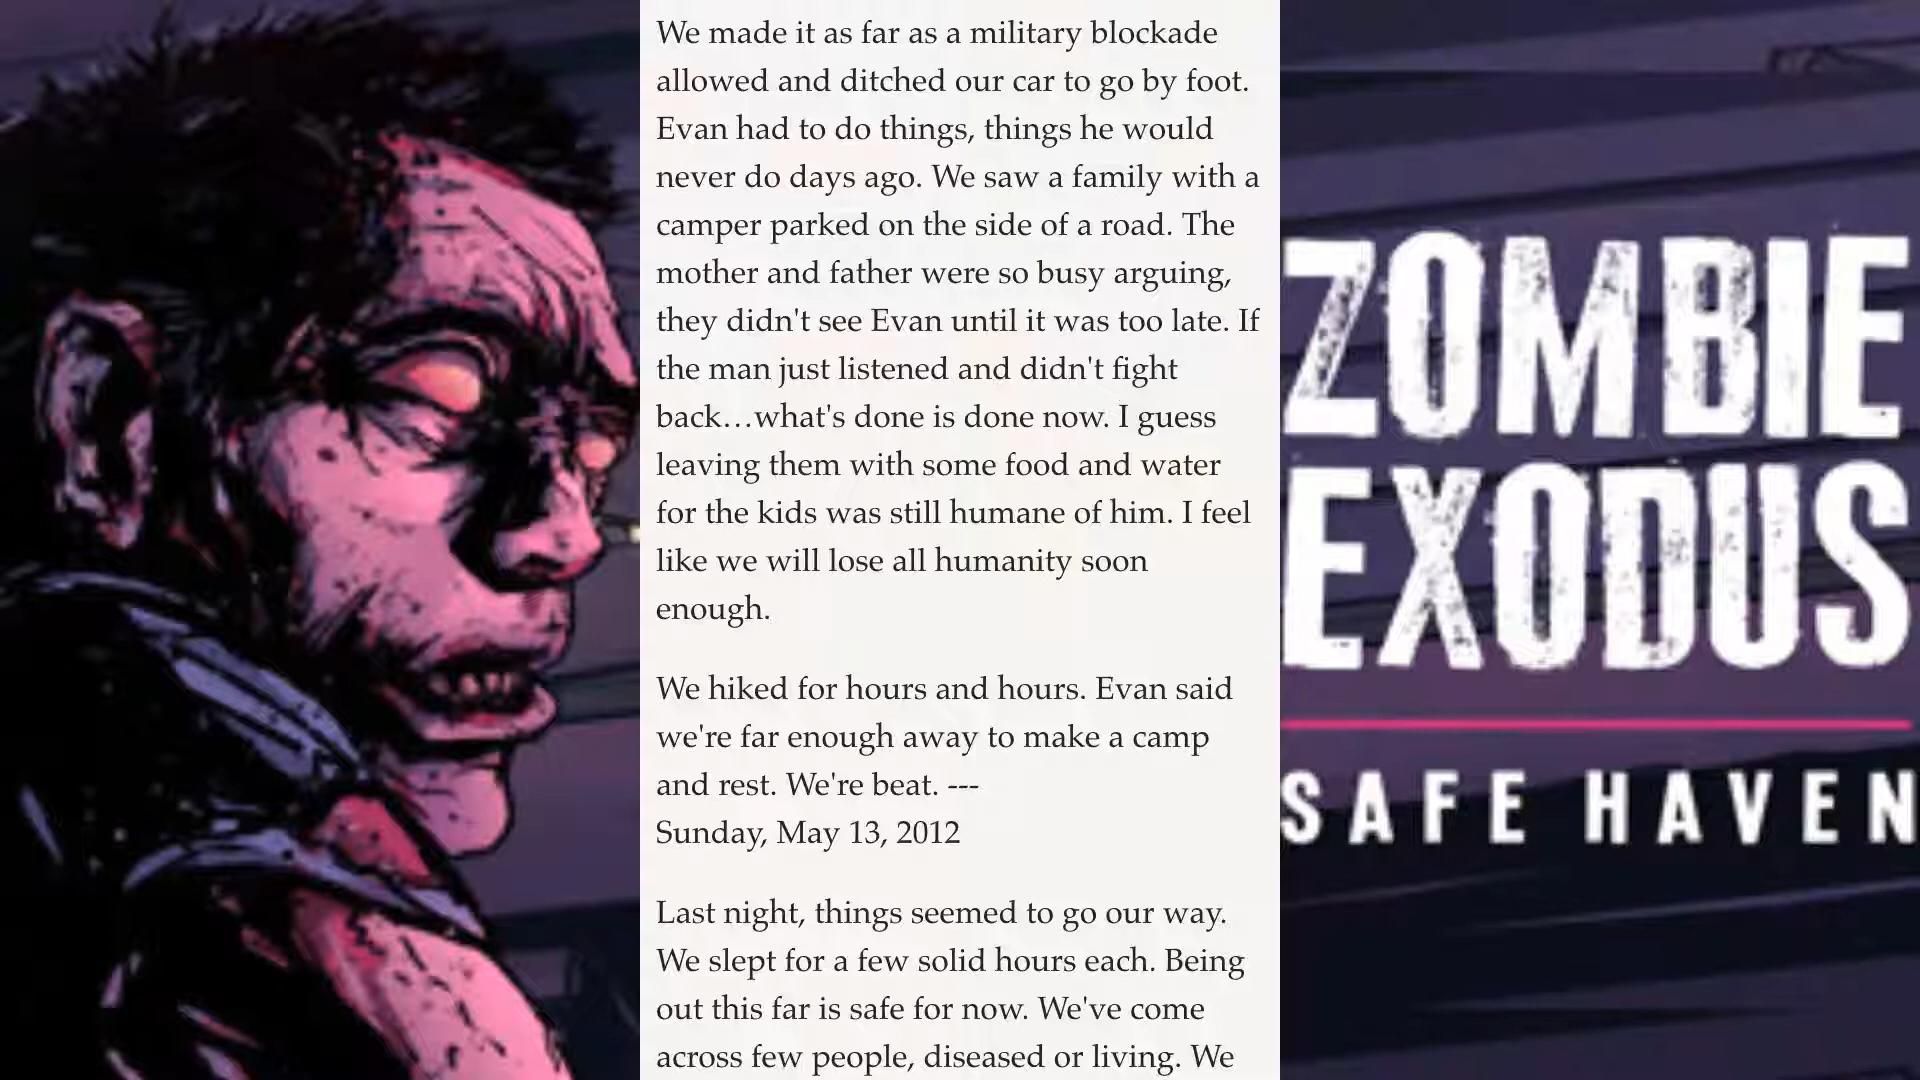 We made it as far as a military blockade
allowed and ditched our car to go by foot.
Evan had to do things, things he would
never do days ago. We saw a family with a
camper parked on the side of a road. The
mother and father were so busy arguing,
they didn't see Evan until it was too late. If
the man just listened and didn't fight
back…what's done is done now. I guess
leaving them with some food and water
for the kids was still humane of him. I feel
like we will lose all humanity soon
enough.
We hiked for hours and hours. Evan said
we're far enough away to make a camp
and rest. We're beat. ---
Sunday, May 13, 2012
Last night, things seemed to go our way.
We slept for a few solid hours each. Being
out this far is safe for now. We've come
across few people, diseased or living. We
ZOMBIE
EXODUS
SAFE HAVEN